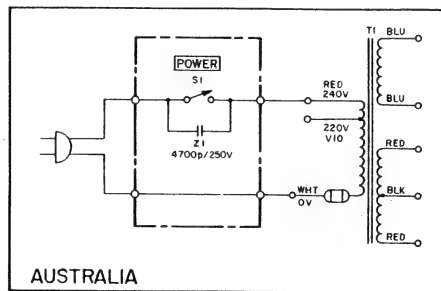 POWER
S1
Z1
4700p/250V
RED
240V
220V
V10
WHT
0V
T1
BLU
BLU
RED
BLK
RED
AUSTRALIA